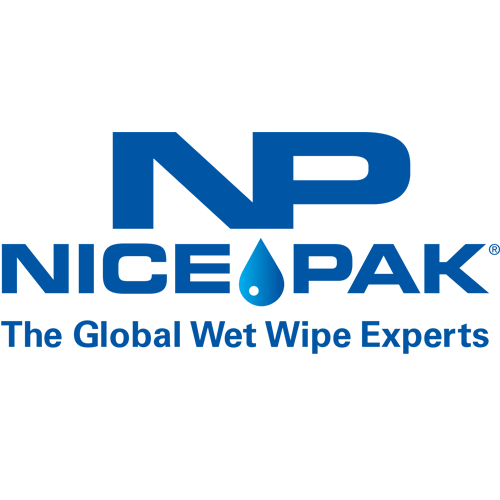 NP
NICE PAK®
The Global Wet Wipe Experts